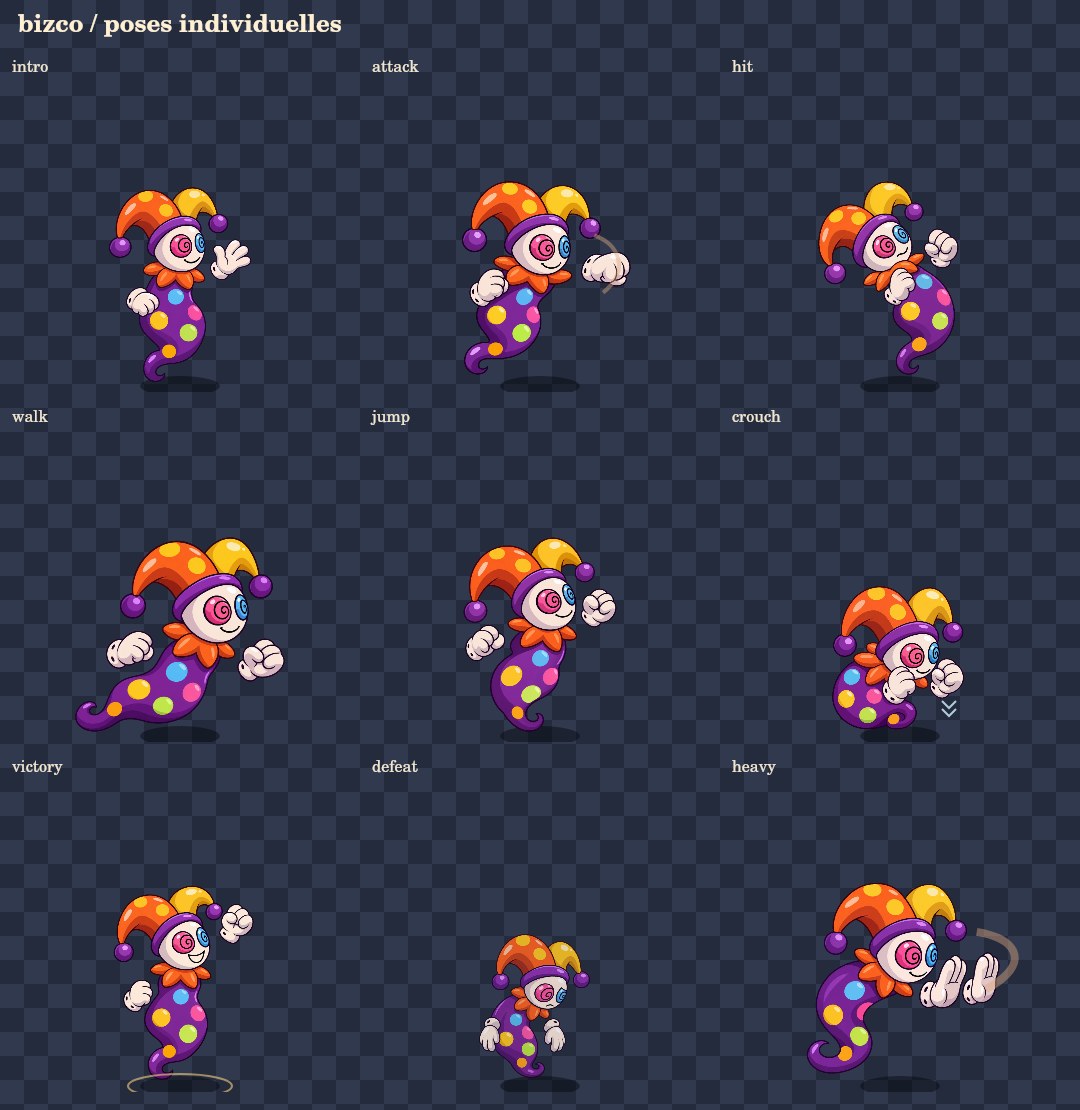 bizco / poses individuelles
intro
attack
hit
walk
jump
crouch
victory
defeat
heavy